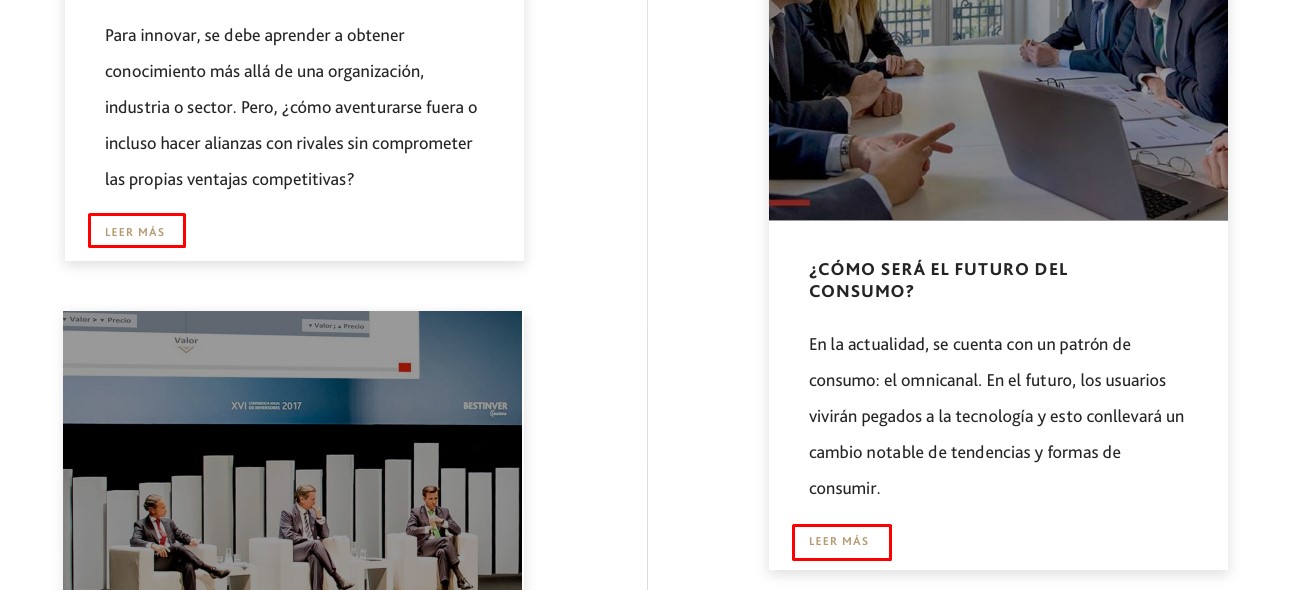 Para innovar, se debe aprender a obtener
conocimiento más allá de una organización,
industria o sector. Pero, ¿cómo aventurarse fuera o
incluso hacer alianzas con rivales sin comprometer
las propias ventajas competitivas?
LEER MÁS
Valor > Precio
Valor ; Precio
Valor
XVI CONFERENCIA ANUAL DE INVERSORES 2017
BESTINVER
¿CÓMO SERÁ EL FUTURO DEL
CONSUMO?
En la actualidad, se cuenta con un patrón de
consumo: el omnicanal. En el futuro, los usuarios
vivirán pegados a la tecnología y esto conllevará un
cambio notable de tendencias y formas de
consumir.
LEER MÁS